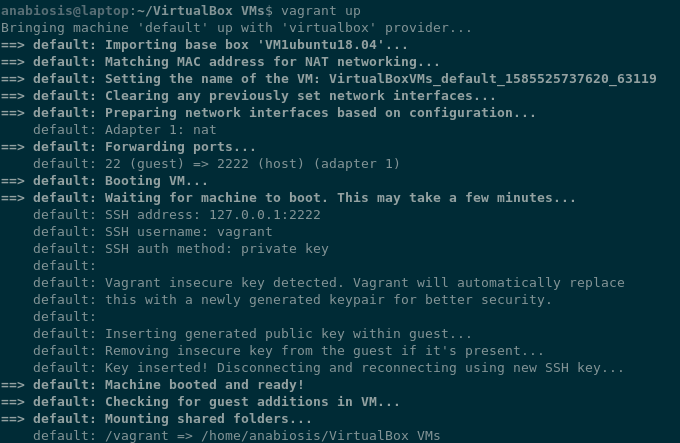 anabiosis@laptop:~/VirtualBox VMs$ vagrant up
Bringing machine 'default' up with 'virtualbox' provider...
==> default: Importing base box 'VM1ubuntu18.04'...
==> default: Matching MAC address for NAT networking...
==> default: Setting the name of the VM: VirtualBoxVMs_default_1585525737620_63119
==> default: Clearing any previously set network interfaces...
==> default: Preparing network interfaces based on configuration...
    default: Adapter 1: nat
==> default: Forwarding ports...
    default: 22 (guest) => 2222 (host) (adapter 1)
==> default: Booting VM...
==> default: Waiting for machine to boot. This may take a few minutes...
    default: SSH address: 127.0.0.1:2222
    default: SSH username: vagrant
    default: SSH auth method: private key
    default:
    default: Vagrant insecure key detected. Vagrant will automatically replace
    default: this with a newly generated keypair for better security.
    default:
    default: Inserting generated public key within guest...
    default: Removing insecure key from the guest if it's present...
    default: Key inserted! Disconnecting and reconnecting using new SSH key...
==> default: Machine booted and ready!
==> default: Checking for guest additions in VM...
==> default: Mounting shared folders...
    default: /vagrant => /home/anabiosis/VirtualBox VMs